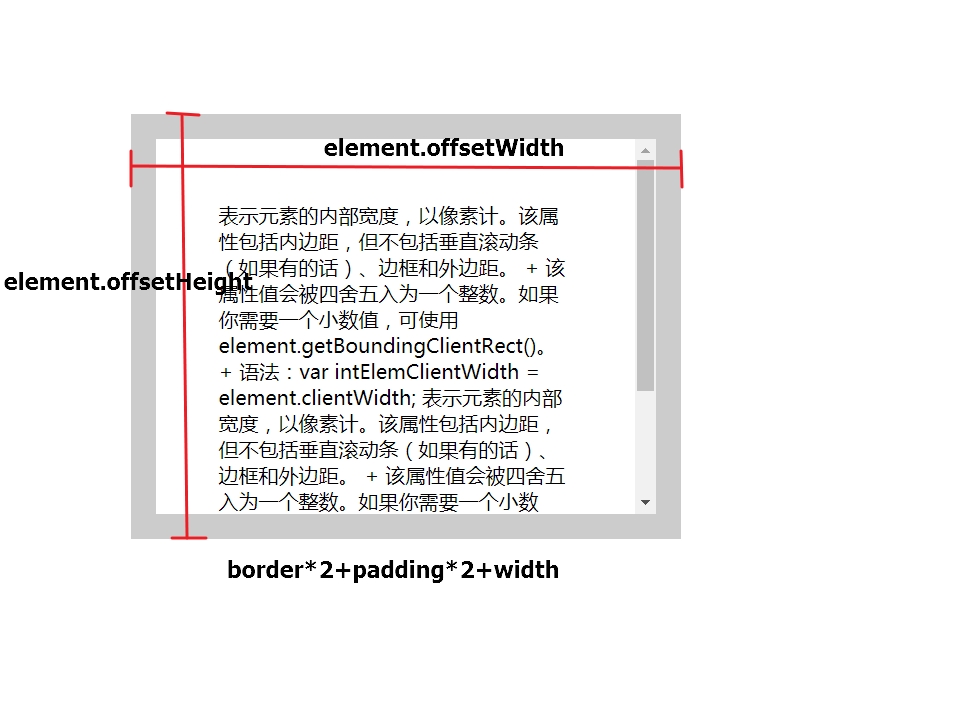 element.offsetWidth
表示元素的内部宽度，以像素计。该属
性包括内边距，但不包括垂直滚动条
（如果有的话）、边框和外边距。 + 该
element.offsetHeight
属性值会被四舍五入为一个整数。如果
你需要一个小数值，可使用
element.getBoundingClientRect()。
+ 语法：var intElemClientWidth =
element.clientWidth; 表示元素的内部
宽度，以像素计。该属性包括内边距，
但不包括垂直滚动条（如果有的话）、
边框和外边距。 + 该属性值会被四舍五
入为一个整数。如果你需要一个小数
border*2+padding*2+width